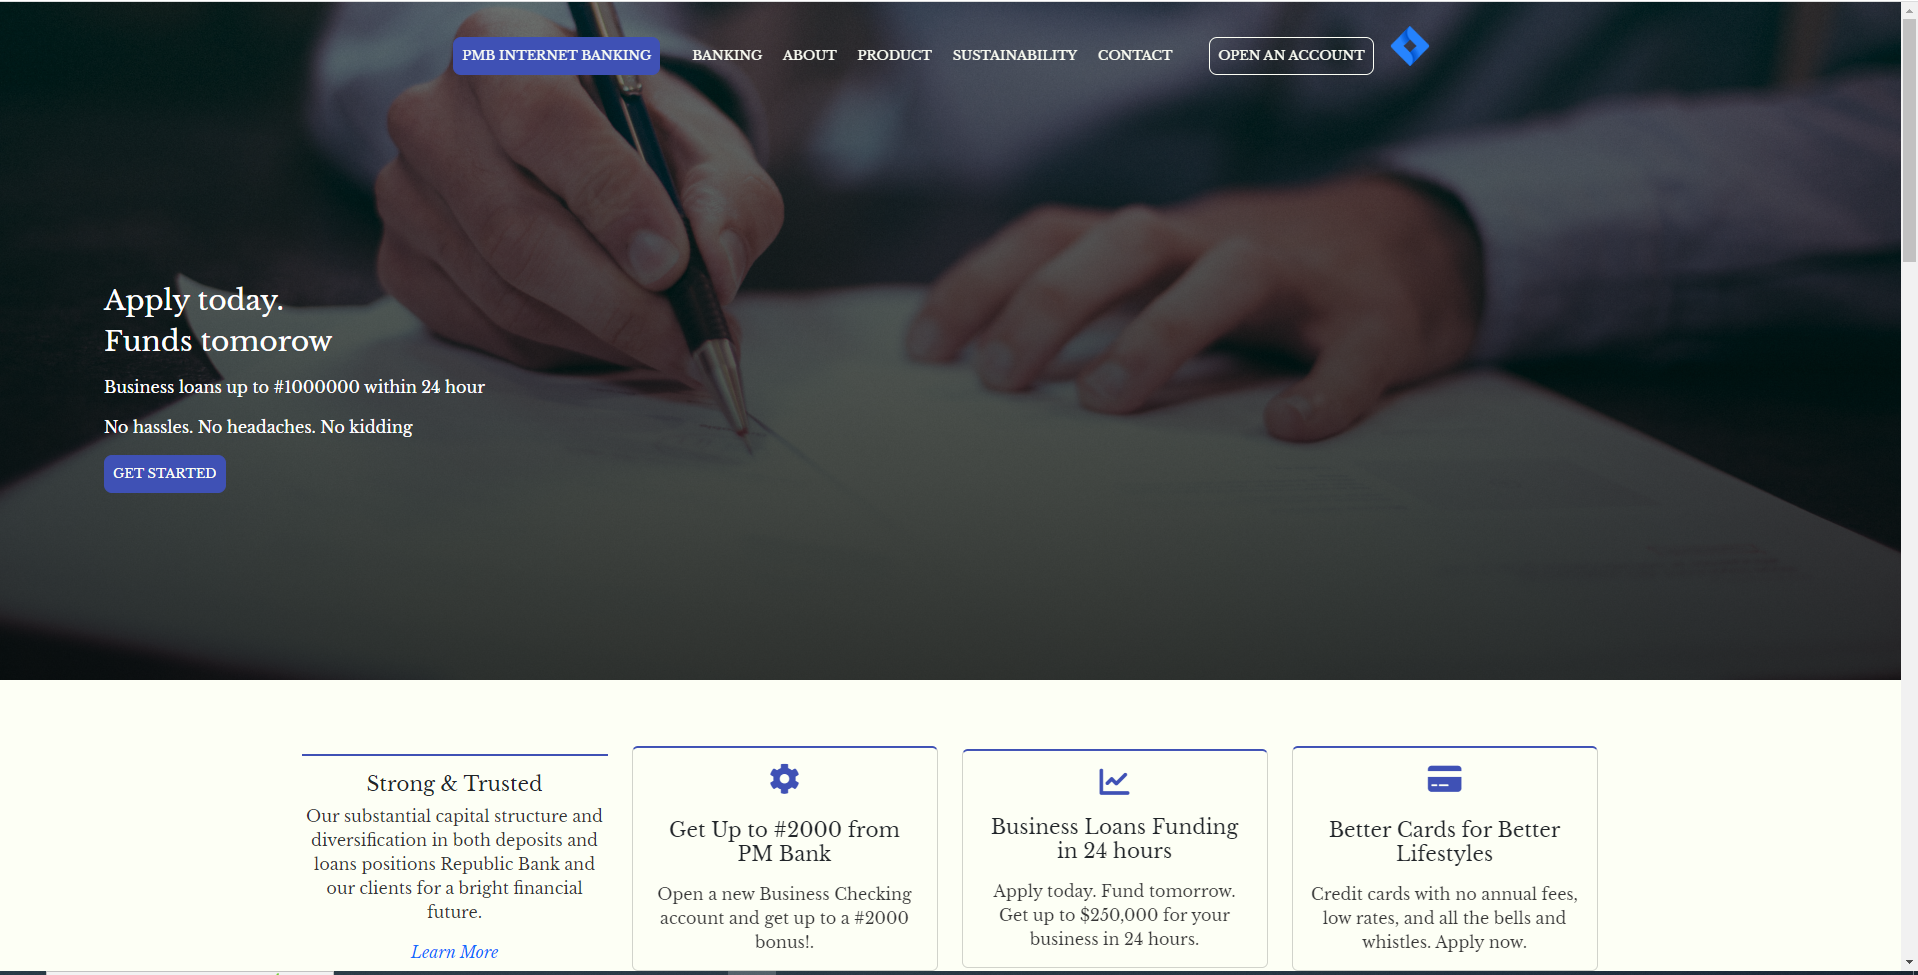 PMB INTERNET BANKING
BANKING
ABOUT
PRODUCT
SUSTAINABILITY
CONTACT
OPEN AN ACCOUNT
Apply today.
Funds tomorow
Business loans up to #1000000 within 24 hour
No hassles. No headaches. No kidding
GET STARTED
Strong & Trusted
Our substantial capital structure and
diversification in both deposits and
loans positions Republic Bank and
our clients for a bright financial
future.
Learn More
Get Up to #2000 from
PM Bank
Open a new Business Checking
account and get up to a #2000
bonus!.
Business Loans Funding
in 24 hours
Apply today. Fund tomorrow.
Get up to $250,000 for your
business in 24 hours.
Better Cards for Better
Lifestyles
Credit cards with no annual fees,
low rates, and all the bells and
whistles. Apply now.